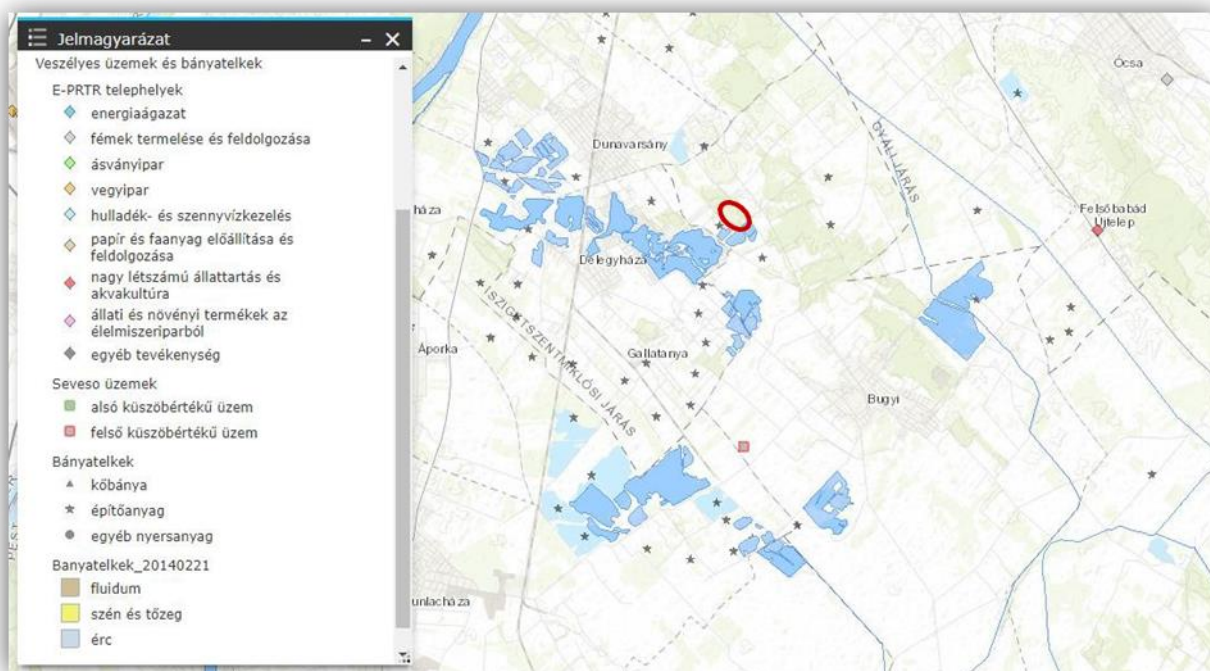 Jelmagyarázat
Veszélyes üzemek és bányatelkek
E-PRTR telephelyek
energiaágazat
fémek termelése és feldolgozása
ásványipar
vegyipar
hulladék- és szennyvízkezelés
papír és faanyag előállítása és
feldolgozása
nagy létszámú állattartás és
akvakultúra
állati és növényi termékek az
élelmiszeriparból
egyéb tevékenység
Seveso üzemek
alsó küszöbértékű üzem
felső küszöbértékű üzem
Bányatelkek
kőbánya
építőanyag
egyéb nyersanyag
Banyatelkek_20140221
fluidum
szén és tőzeg
érc
Ócsa
Dunavarsány
GYÁLI JÁRÁS
háza
Felsőbabád
Újtelep
Délegyháza
SZIGETSZENTMIKLÓSI JÁRÁS
Áporka
Gallatanya
Bugyi
unlacháza
PEST